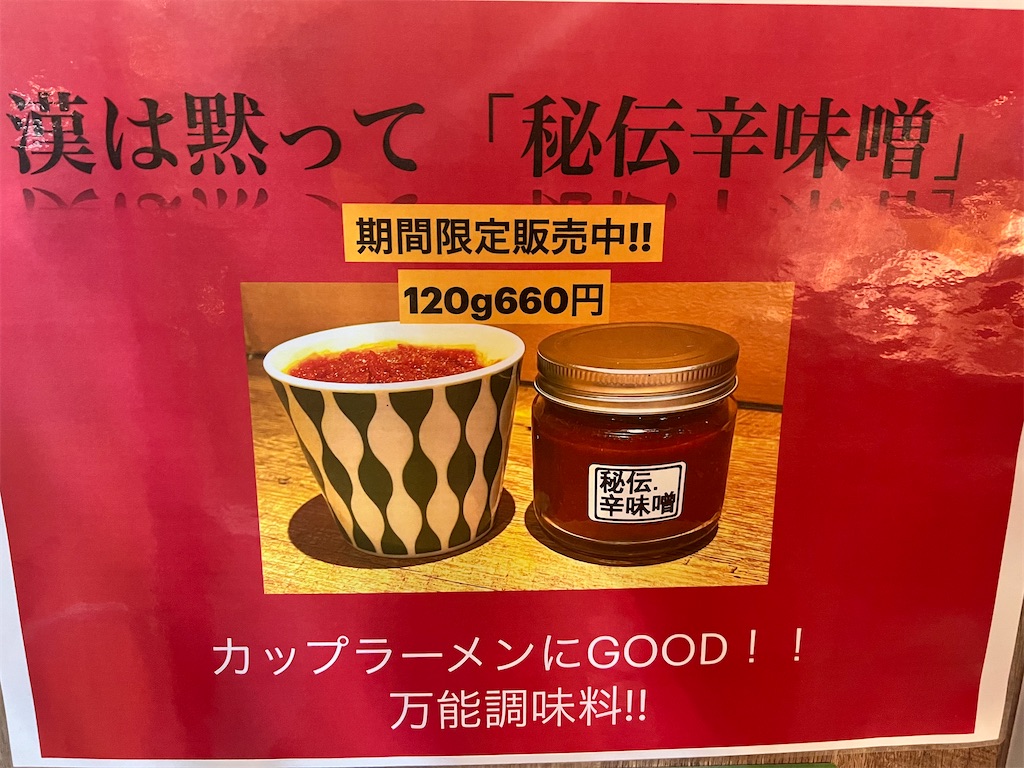 漢は黙って「秘伝辛味噌」
期間限定販売中!!
120g660円
秘伝.
辛味噌
カップラーメンにGOOD！！
万能調味料!!